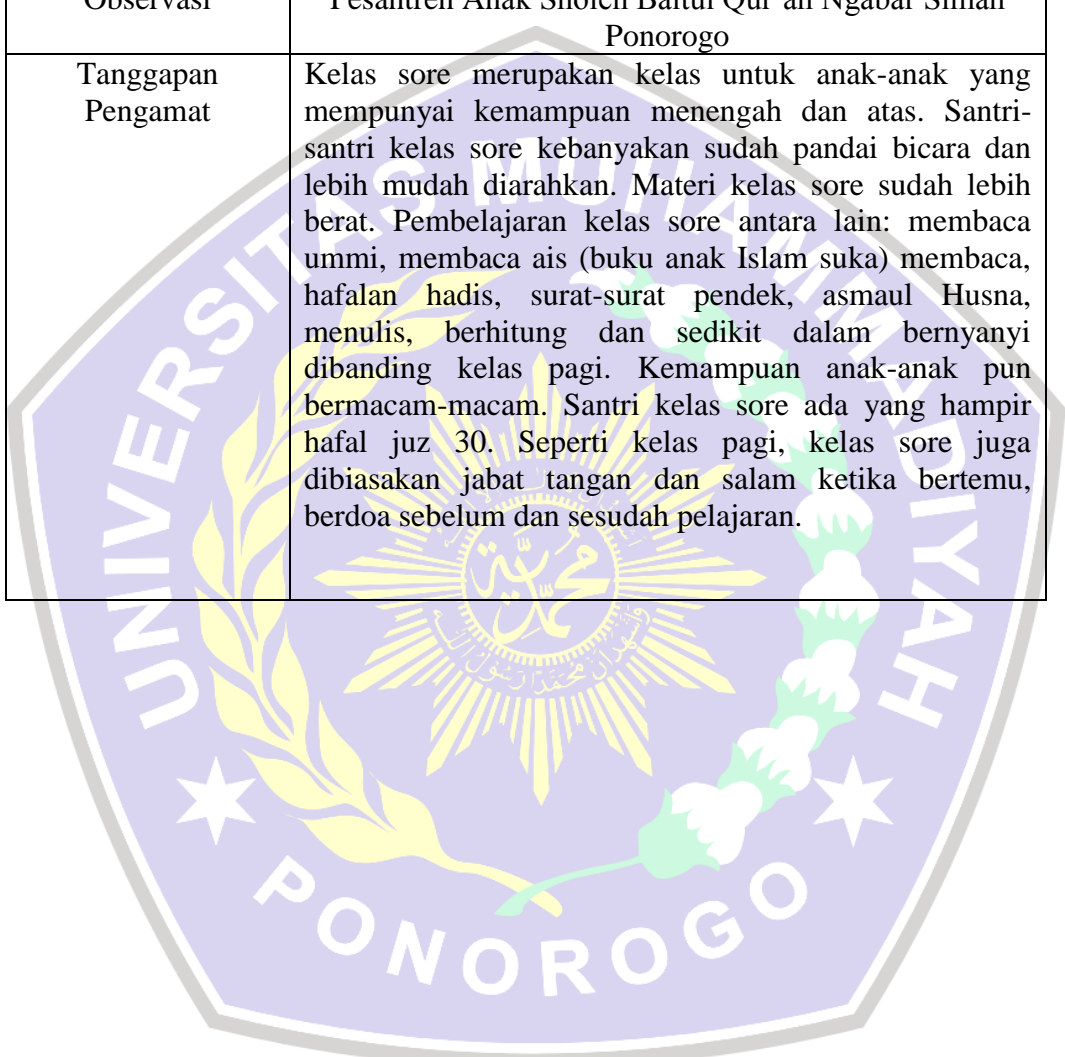 Observasi
Pesantren Anak Sholeh Baitul Qur'an Ngabar Siman
Ponorogo
Tanggapan
Pengamat
Kelas sore merupakan kelas untuk anak-anak yang
mempunyai kemampuan menengah dan atas. Santri-
santri kelas sore kebanyakan sudah pandai bicara dan
lebih mudah diarahkan. Materi kelas sore sudah lebih
berat. Pembelajaran kelas sore antara lain: membaca
ummi, membaca ais (buku anak Islam suka) membaca,
hafalan hadis, surat-surat pendek, asmaul Husna,
menulis, berhitung dan sedikit dalam bernyanyi
dibanding kelas pagi. Kemampuan anak-anak pun
bermacam-macam. Santri kelas sore ada yang hampir
hafal juz 30. Seperti kelas pagi, kelas sore juga
dibiasakan jabat tangan dan salam ketika bertemu,
berdoa sebelum dan sesudah pelajaran.
UNIVERSITAS MUHAMMADIYAH
PONOROGO